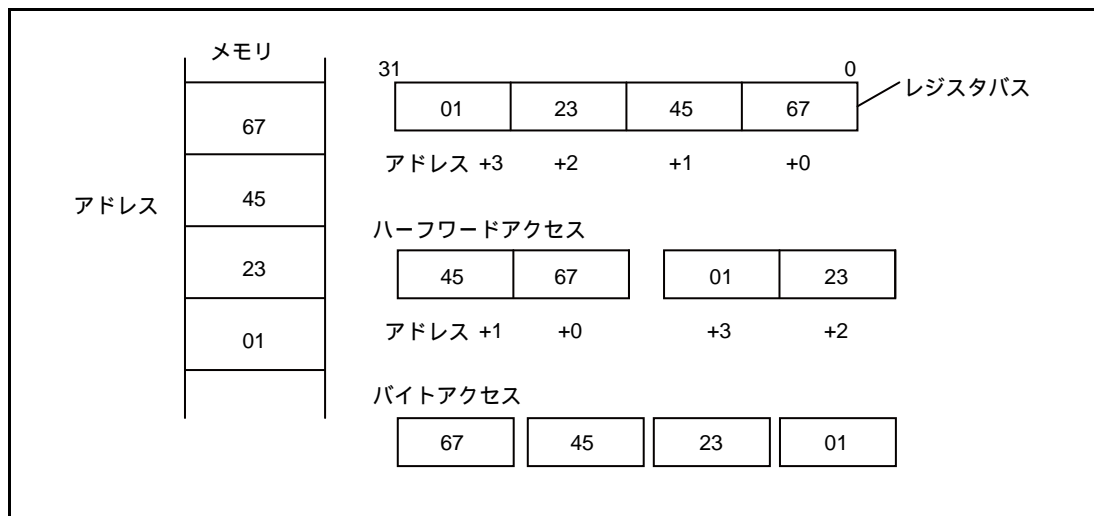 メモリ
アドレス
67
45
23
01
31 0
レジスタバス
01 23 45 67
アドレス +3 +2 +1 +0
ハーフワードアクセス
45 67 01 23
アドレス +1 +0 +3 +2
バイトアクセス
67 45 23 01